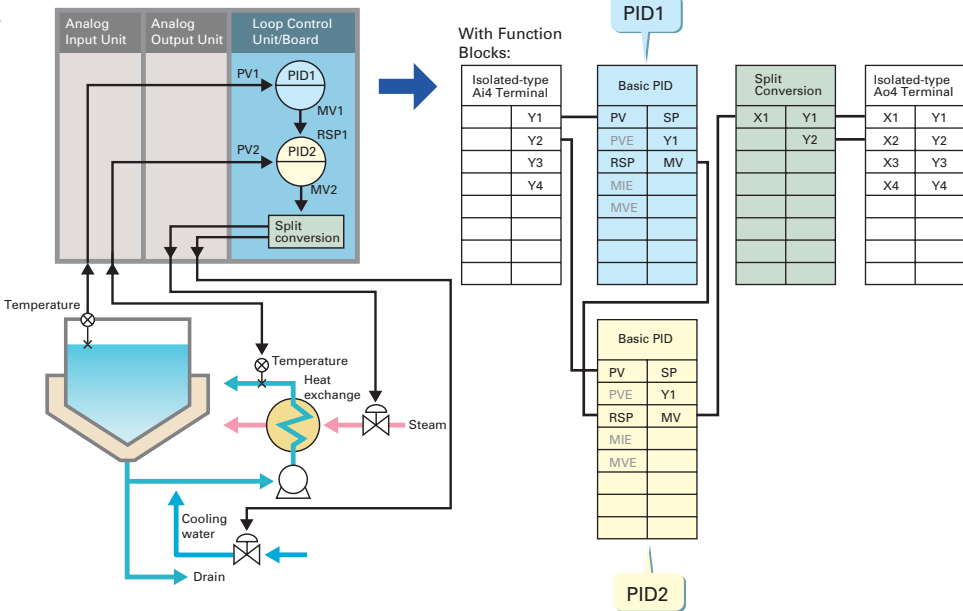 Analog
Input Unit
Analog
Output Unit
Loop Control
Unit/Board
PV1
PID1
MV1
RSP1
PV2
PID2
MV2
Split
conversion
Temperature
Temperature
Heat
exchange
Steam
Cooling
water
Drain
PID1
With Function
Blocks:
Isolated-type
Ai4 Terminal
Y1
Y2
Y3
Y4
Basic PID
PV SP
PVE Y1
RSP MV
MIE
MVE
Split
Conversion
X1 Y1
Y2
Isolated-type
Ao4 Terminal
X1 Y1
X2 Y2
X3 Y3
X4 Y4
Basic PID
PV SP
PVE Y1
RSP MV
MIE
MVE
PID2